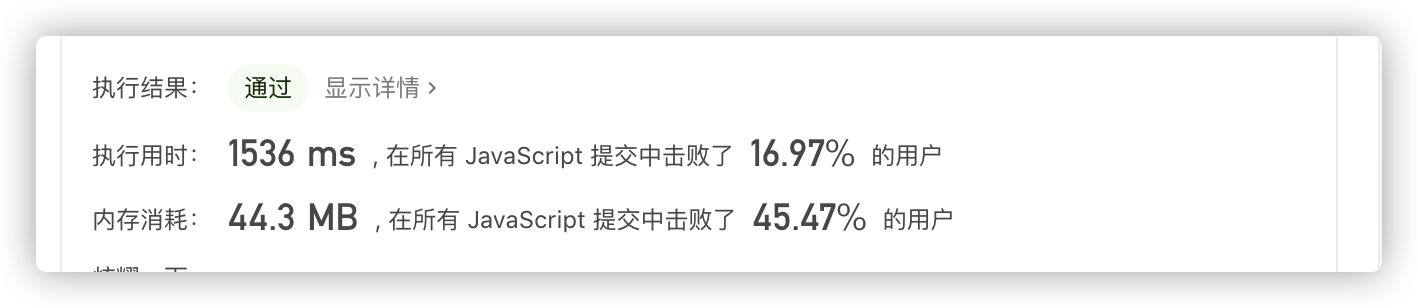 执行结果： 通过 显示详情 >
执行用时： 1536 ms , 在所有 JavaScript 提交中击败了 16.97% 的用户
内存消耗： 44.3 MB , 在所有 JavaScript 提交中击败了 45.47% 的用户